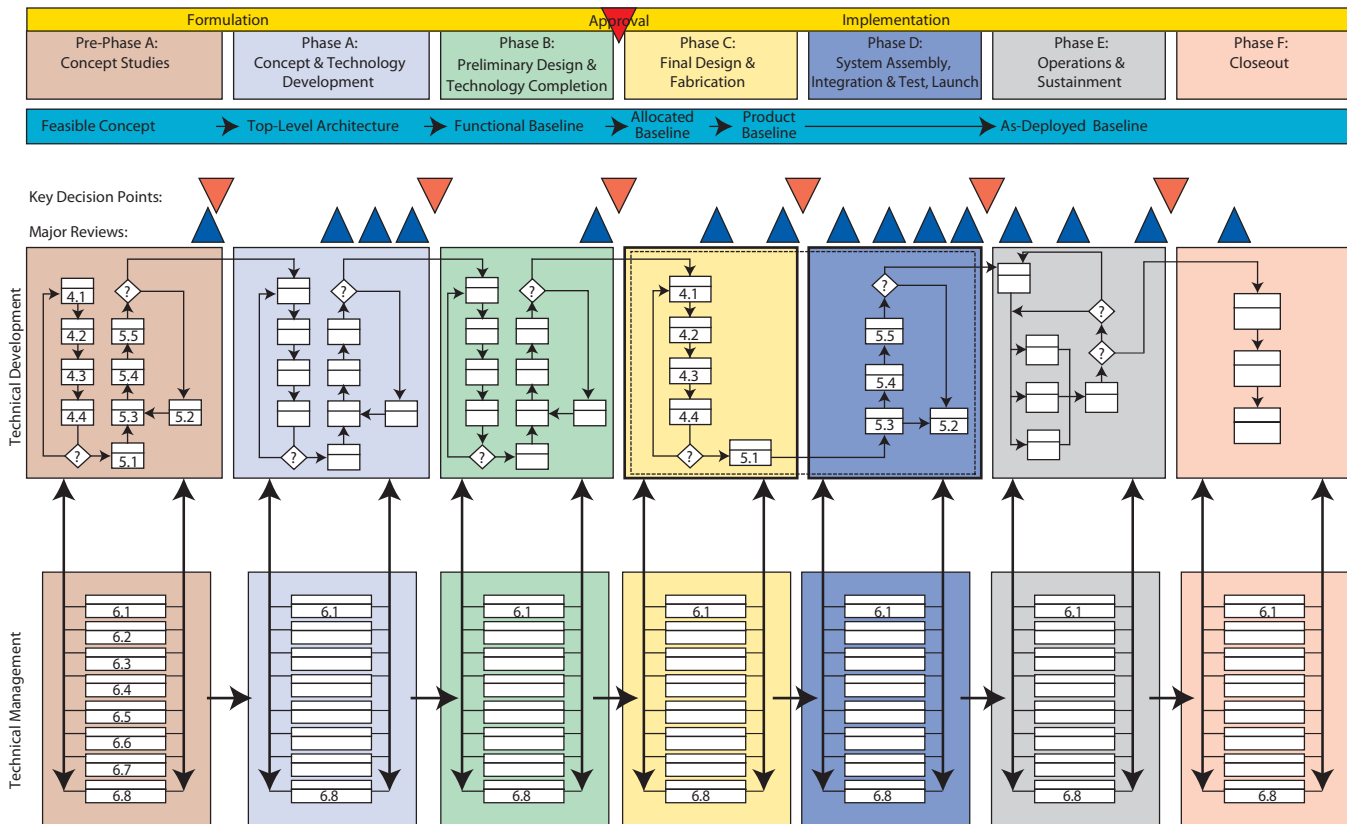 Formulation
Approval
Implementation
Pre-Phase A:
Concept Studies
Phase A:
Concept & Technology
Development
Phase B:
Preliminary Design &
Technology Completion
Phase C:
Final Design &
Fabrication
Phase D:
System Assembly,
Integration & Test, Launch
Phase E:
Operations &
Sustainment
Phase F:
Closeout
Feasible Concept
Top-Level Architecture
Functional Baseline
Allocated
Baseline
Product
Baseline
As-Deployed Baseline
Key Decision Points:
Major Reviews:
Technical Development
4.1
4.2
4.3
4.4
?
?
5.5
5.4
5.3
5.2
5.1
?
?
?
?
4.1
4.2
4.3
4.4
?
5.1
?
5.5
5.4
5.3
5.2
?
?
Technical Management
6.1
6.2
6.3
6.4
6.5
6.6
6.7
6.8
6.1
6.8
6.1
6.8
6.1
6.8
6.1
6.8
6.1
6.8
6.1
6.8